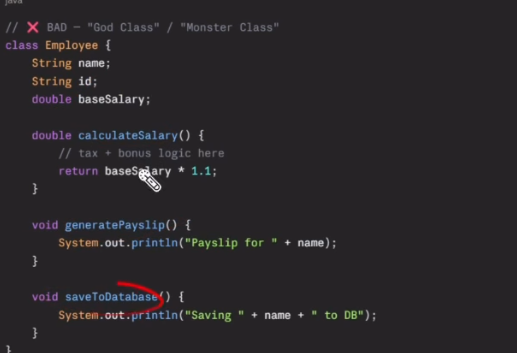 java
// ❌ BAD — "God Class" / "Monster Class"
class Employee {
    String name;
    String id;
    double baseSalary;

    double calculateSalary() {
        // tax + bonus logic here
        return baseSalary * 1.1;
    }

    void generatePayslip() {
        System.out.println("Payslip for " + name);
    }

    void saveToDatabase() {
        System.out.println("Saving " + name + " to DB");
    }
}